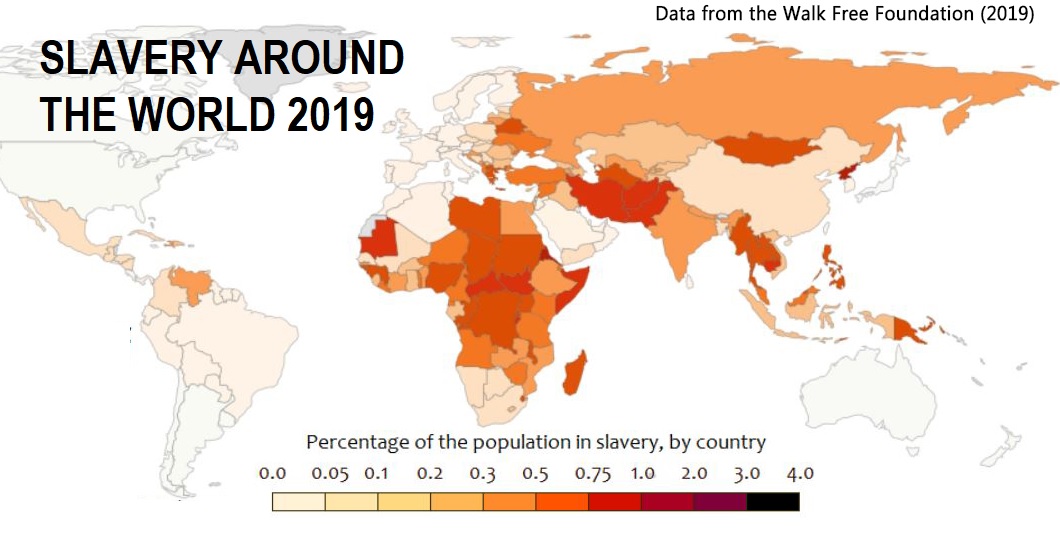 Data from the Walk Free Foundation (2019)
SLAVERY AROUND
THE WORLD 2019
Percentage of the population in slavery, by country
0.0 0.05 0.1 0.2 0.3 0.5 0.75 1.0 2.0 3.0 4.0